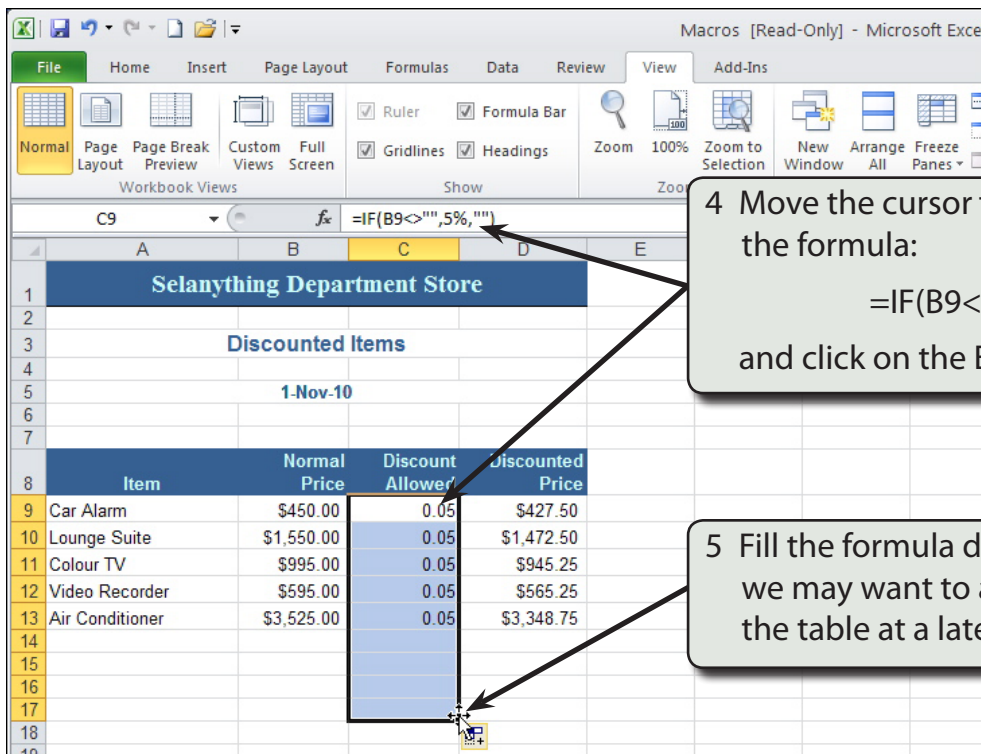 Macros [Read-Only] - Microsoft Exce
File Home Insert Page Layout Formulas Data Review View Add-Ins
Normal Page Layout Page Break Preview Custom Views Full Screen
Ruler Formula Bar
Gridlines Headings
Zoom 100% Zoom to Selection New Window Arrange All Freeze Panes
Workbook Views Show Zoo
C9 fx =IF(B9<>"",5%,"")
A B C D E
1 Selanything Department Store
2
3 Discounted Items
4
5 1-Nov-10
6
7
8 Item Normal Price Discount Allowed Discounted Price
9 Car Alarm $450.00 0.05 $427.50
10 Lounge Suite $1,550.00 0.05 $1,472.50
11 Colour TV $995.00 0.05 $945.25
12 Video Recorder $595.00 0.05 $565.25
13 Air Conditioner $3,525.00 0.05 $3,348.75
14
15
16
17
18
4 Move the cursor
the formula:
=IF(B9<
and click on the
5 Fill the formula d
we may want to a
the table at a late